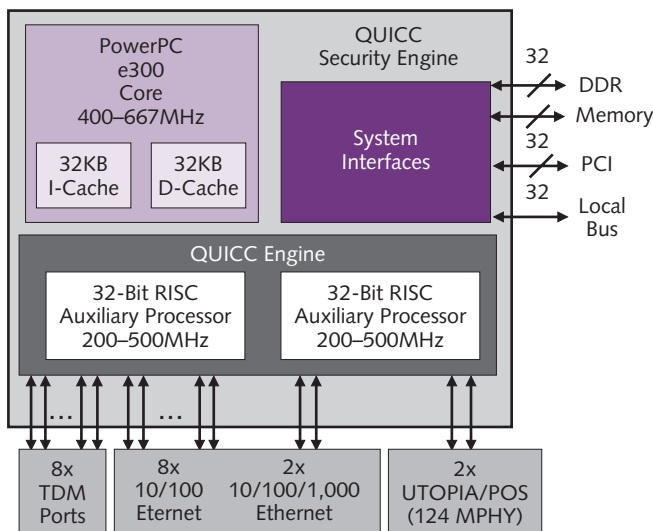 PowerPC
e300
Core
400–667MHz
32KB
I-Cache
32KB
D-Cache
QUICC
Security Engine
System
Interfaces
32
DDR
Memory
32
PCI
32
Local
Bus
QUICC Engine
32-Bit RISC
Auxiliary Processor
200–500MHz
32-Bit RISC
Auxiliary Processor
200–500MHz
...
...
8x
TDM
Ports
8x
10/100
Eternet
2x
10/100/1,000
Ethernet
2x
UTOPIA/POS
(124 MPHY)